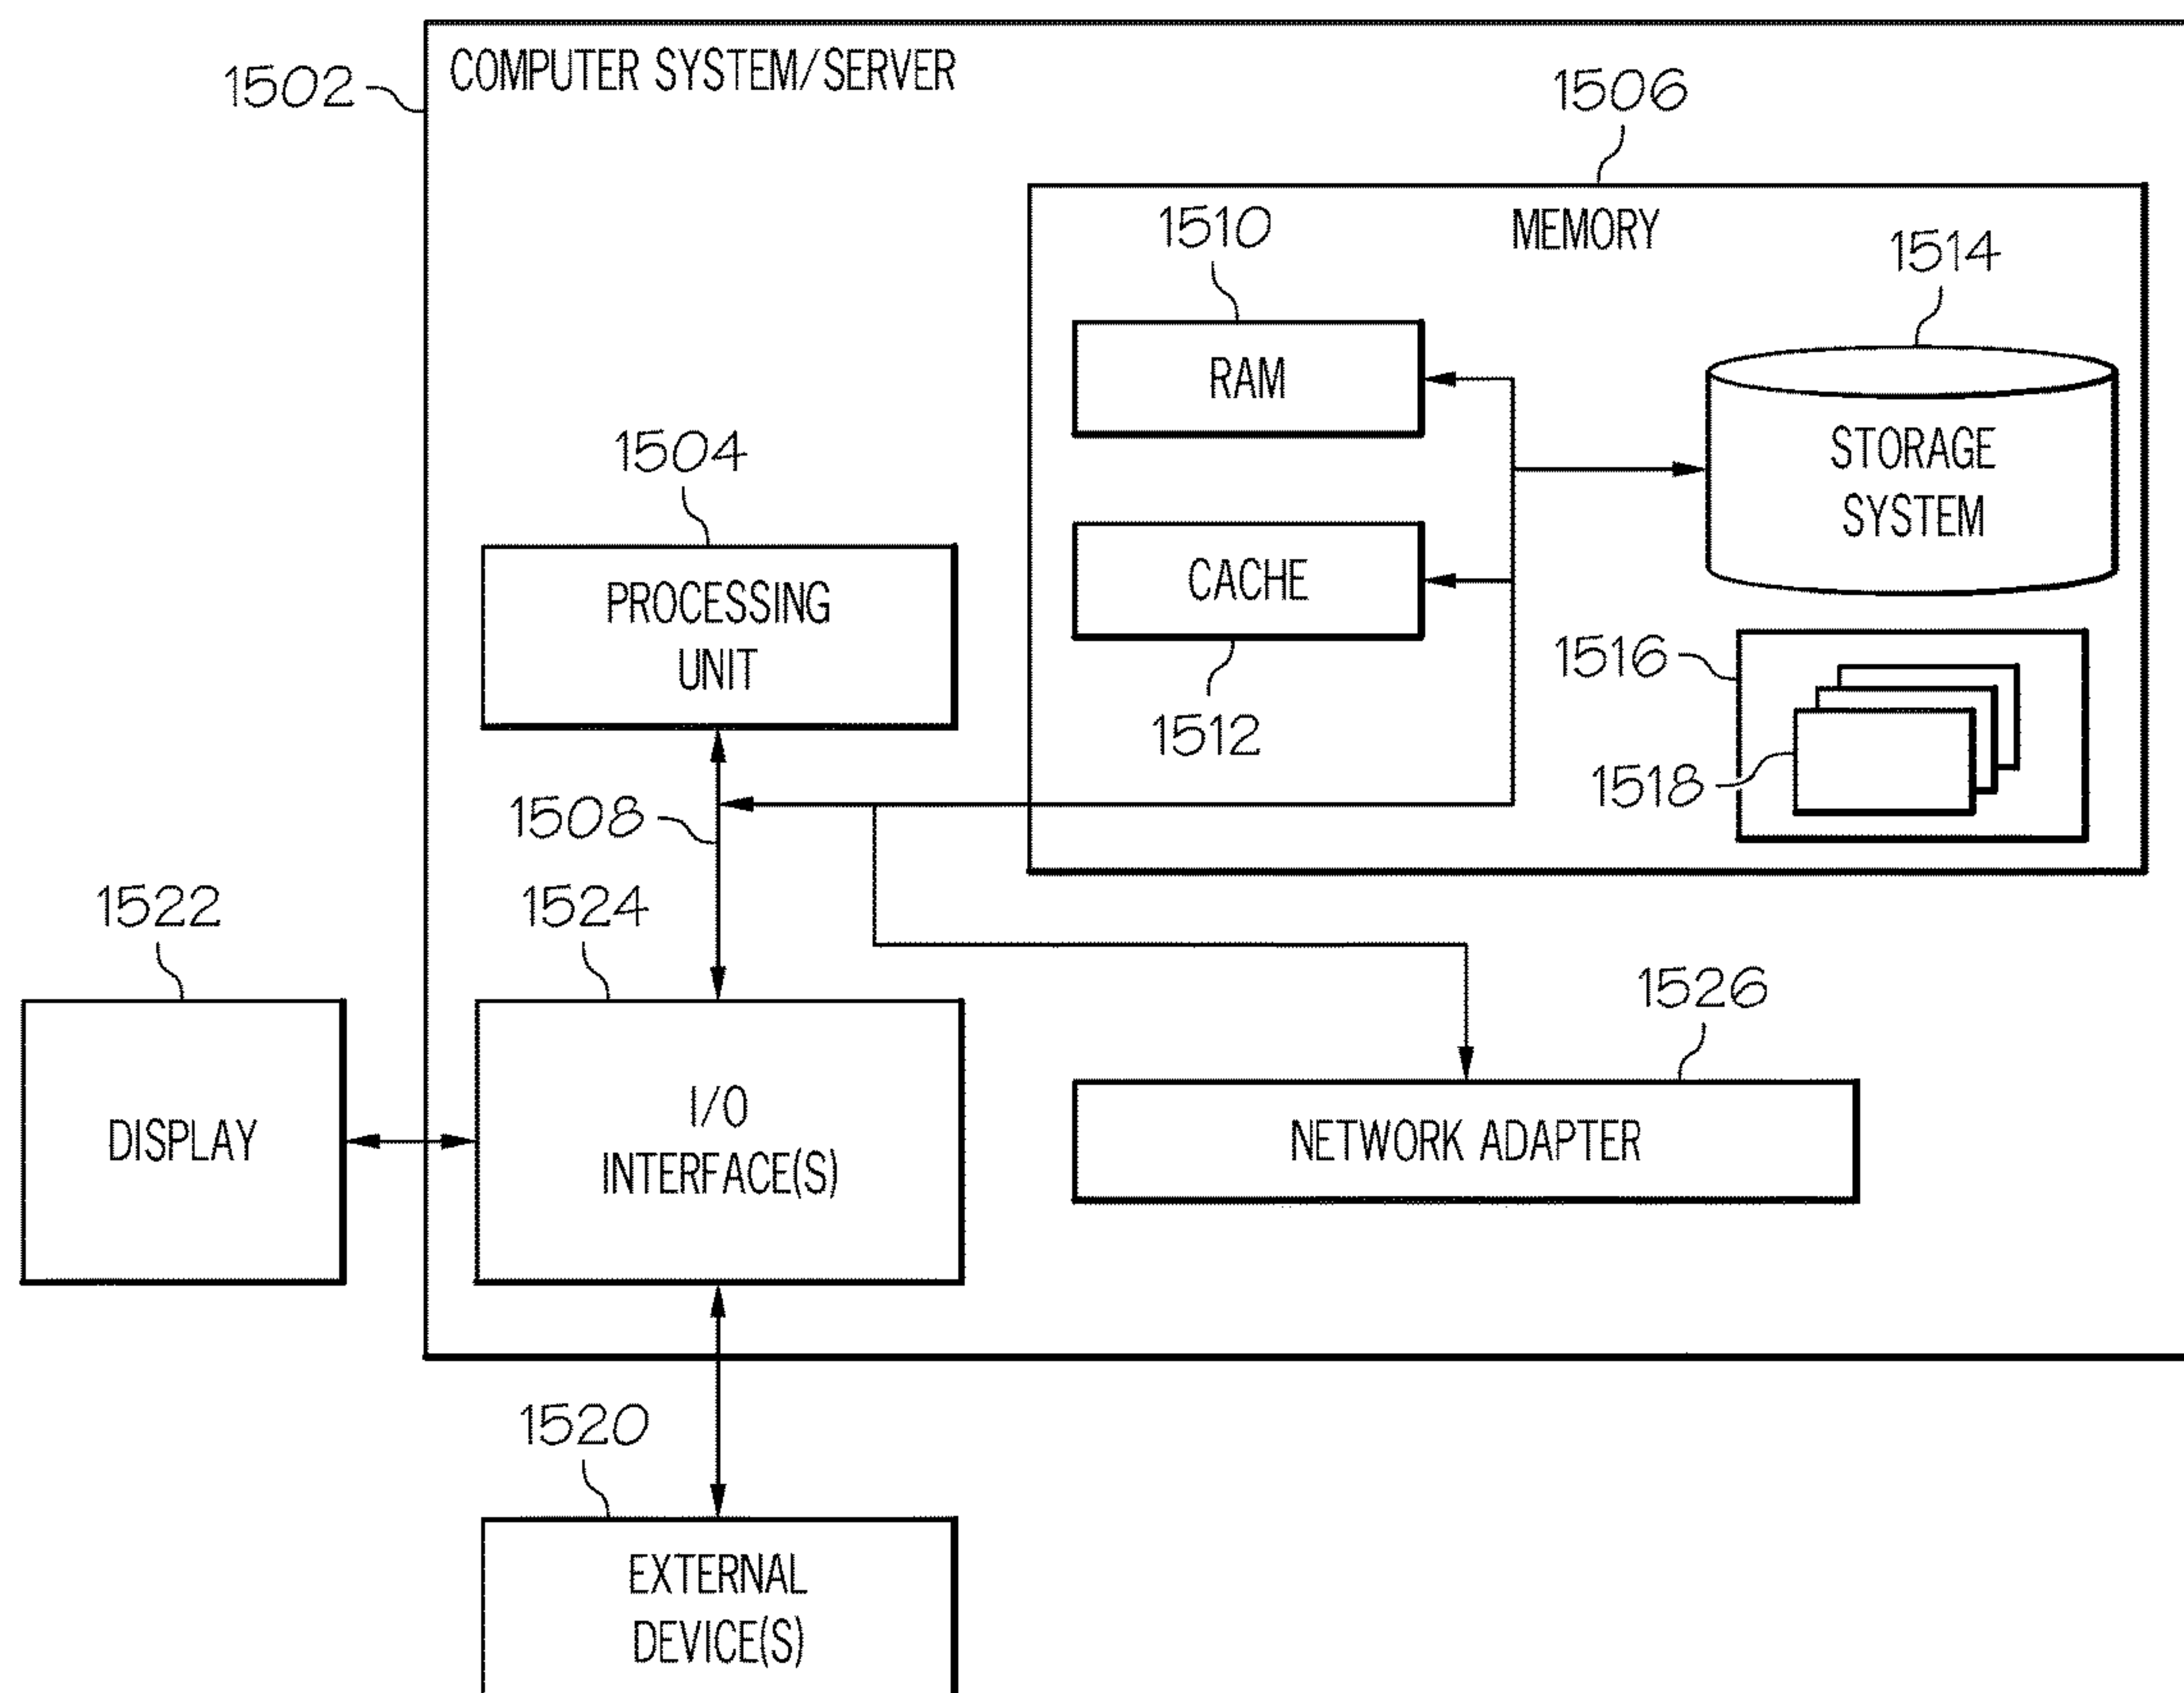 1502
COMPUTER SYSTEM/SERVER
1506
MEMORY
1510
1514
RAM
STORAGE
SYSTEM
1504
PROCESSING
UNIT
CACHE
1512
1516
1518
1508
1522
1524
1526
DISPLAY
I/O
INTERFACE(S)
NETWORK ADAPTER
1520
EXTERNAL
DEVICE(S)